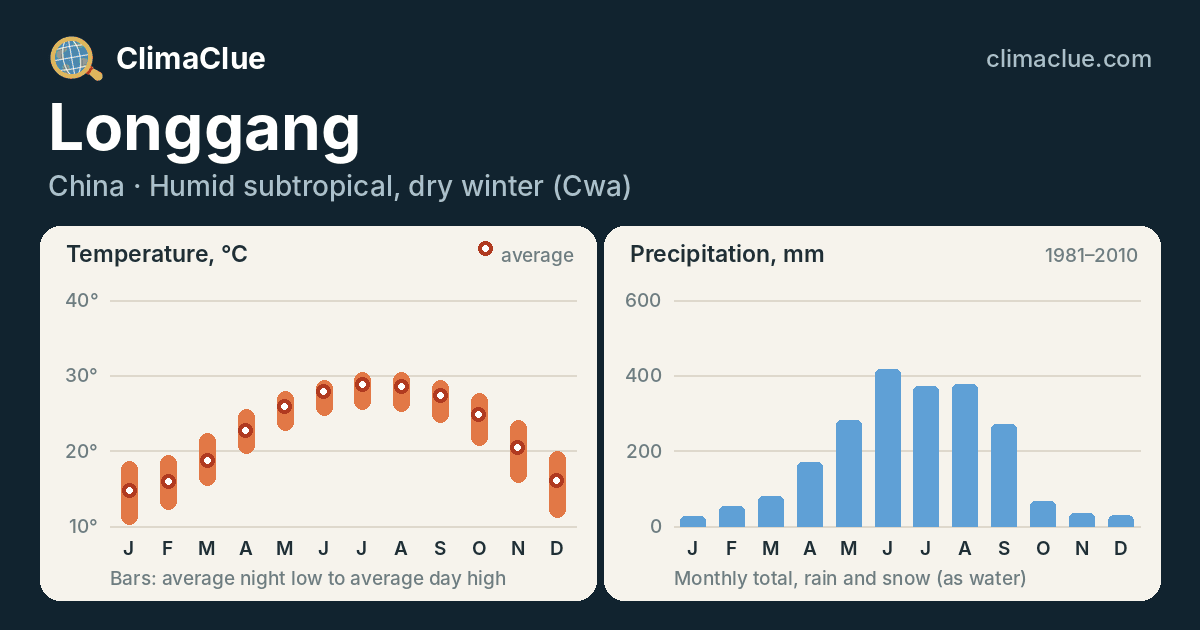 ClimaClue
climaclue.com
Longgang
China · Humid subtropical, dry winter (Cwa)
Temperature, °C
average
40°
30°
20°
10°
J F M A M J J A S O N D
Bars: average night low to average day high
Precipitation, mm
1981–2010
600
400
200
0
J F M A M J J A S O N D
Monthly total, rain and snow (as water)